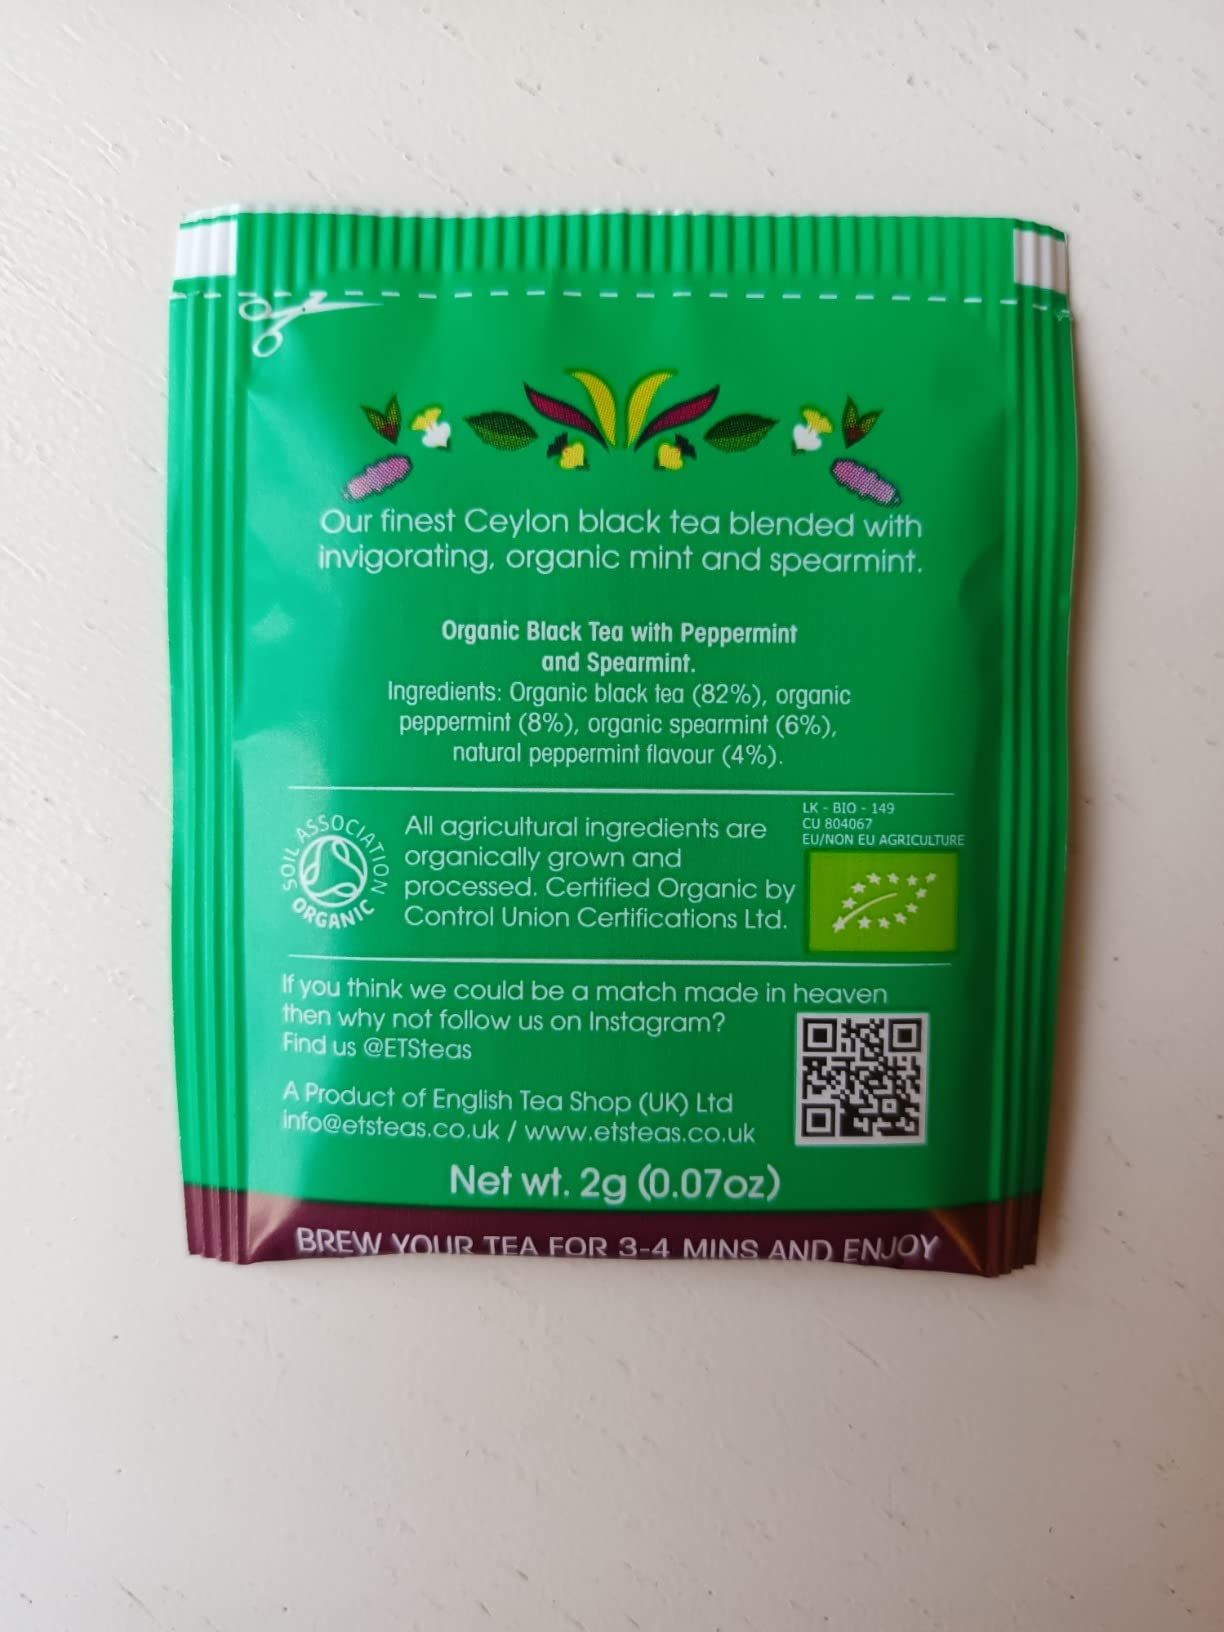 Our finest Ceylon black tea blended with
invigorating, organic mint and spearmint.
Organic Black Tea with Peppermint
and Spearmint.
Ingredients: Organic black tea (82%), organic
peppermint (8%), organic spearmint (6%),
natural peppermint flavour (4%).
SOIL ASSOCIATION
ORGANIC
All agricultural ingredients are
organically grown and
processed. Certified Organic by
Control Union Certifications Ltd.
LK - BIO - 149
CU 804067
EU/NON EU AGRICULTURE
If you think we could be a match made in heaven
then why not follow us on Instagram?
Find us @ETSteas
A Product of English Tea Shop (UK) Ltd
info@etsteas.co.uk / www.etsteas.co.uk
Net wt. 2g (0.07oz)
BREW YOUR TEA FOR 3-4 MINS AND ENJOY